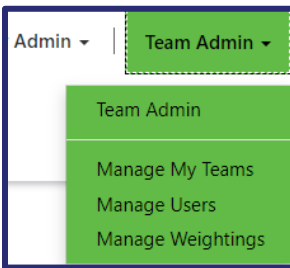 Admin ▾ | Team Admin ▾
Team Admin
Manage My Teams
Manage Users
Manage Weightings